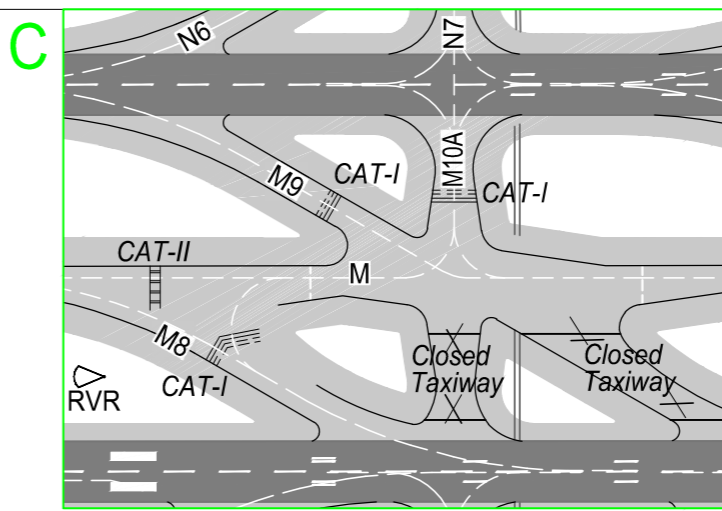 C
N6
N7
M9
CAT-I
M10A
CAT-I
CAT-II
M
M8
CAT-I
RVR
Closed
Taxiway
Closed
Taxiway